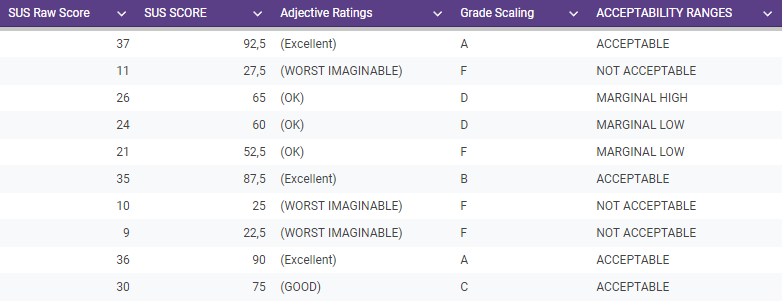 SUS Raw Score SUS SCORE Adjective Ratings Grade Scaling ACCEPTABILITY RANGES
37 92,5 (Excellent) A ACCEPTABLE
11 27,5 (WORST IMAGINABLE) F NOT ACCEPTABLE
26 65 (OK) D MARGINAL HIGH
24 60 (OK) D MARGINAL LOW
21 52,5 (OK) F MARGINAL LOW
35 87,5 (Excellent) B ACCEPTABLE
10 25 (WORST IMAGINABLE) F NOT ACCEPTABLE
9 22,5 (WORST IMAGINABLE) F NOT ACCEPTABLE
36 90 (Excellent) A ACCEPTABLE
30 75 (GOOD) C ACCEPTABLE